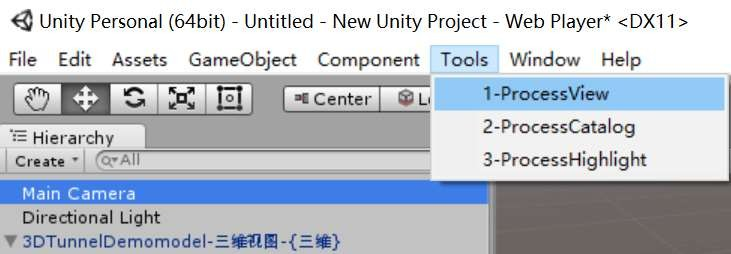 Unity Personal (64bit) - Untitled - New Unity Project - Web Player* <DX11>
File Edit Assets GameObject Component Tools Window Help
1-ProcessView
Center
2-ProcessCatalog
Hierarchy
3-ProcessHighlight
Create All
Main Camera
Directional Light
3DTunnelDemomodel-三维视图-{三维}